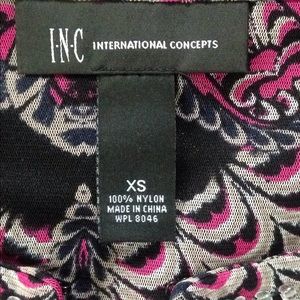 I·N·C INTERNATIONAL CONCEPTS
XS
100% NYLON
MADE IN CHINA
WPL 8046